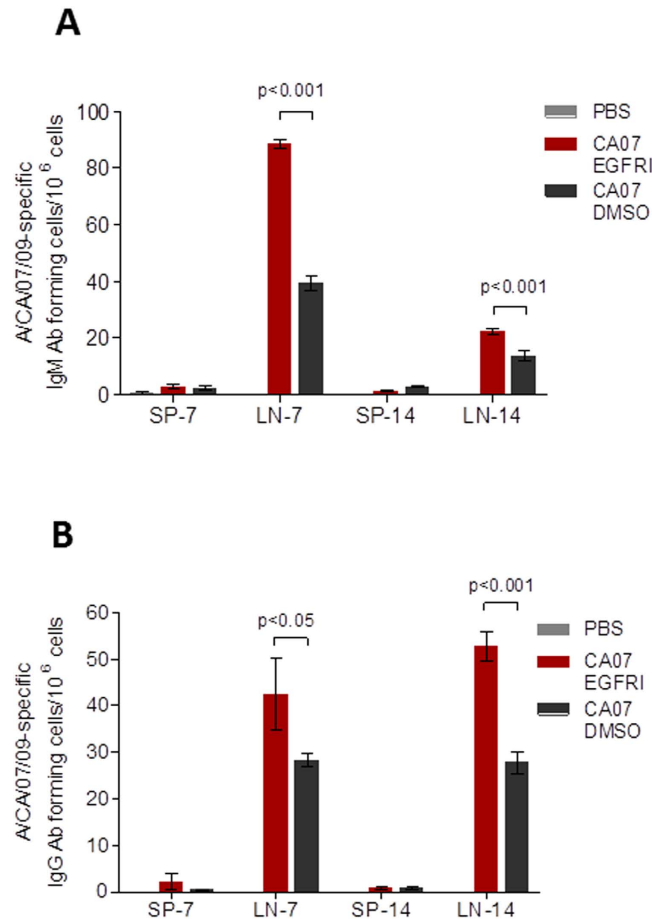 A
p<0.001
100
80
60
40
20
0
A/CA/07/09-specific
IgM Ab forming cells/10^6 cells
p<0.001
SP-7 LN-7 SP-14 LN-14
PBS
CA07
EGFRI
CA07
DMSO
B
p<0.05
p<0.001
60
50
40
30
20
10
0
A/CA/07/09-specific
IgG Ab forming cells/10^6 cells
SP-7 LN-7 SP-14 LN-14
PBS
CA07
EGFRI
CA07
DMSO